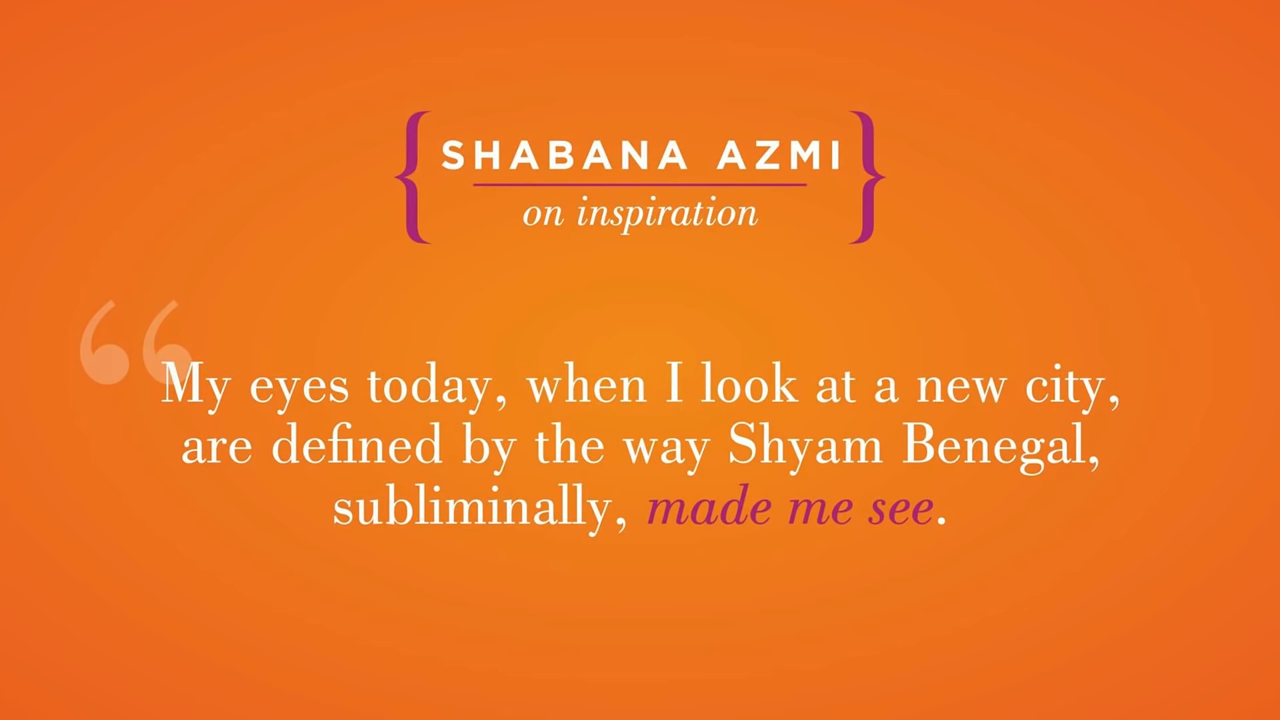 { SHABANA AZMI }
on inspiration
“
My eyes today, when I look at a new city,
are defined by the way Shyam Benegal,
subliminally, made me see.